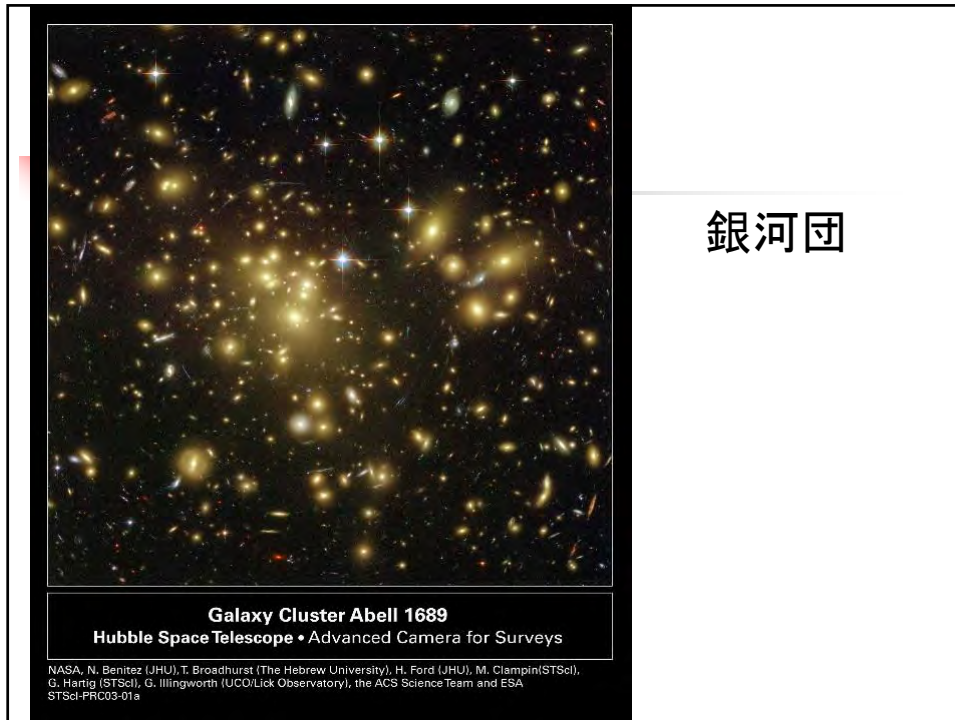 銀河団
Galaxy Cluster Abell 1689
Hubble Space Telescope • Advanced Camera for Surveys
NASA, N. Benitez (JHU), T. Broadhurst (The Hebrew University), H. Ford (JHU), M. Clampin(STScI),
G. Hartig (STScI), G. Illingworth (UCO/Lick Observatory), the ACS Science Team and ESA
STScI-PRC03-01a